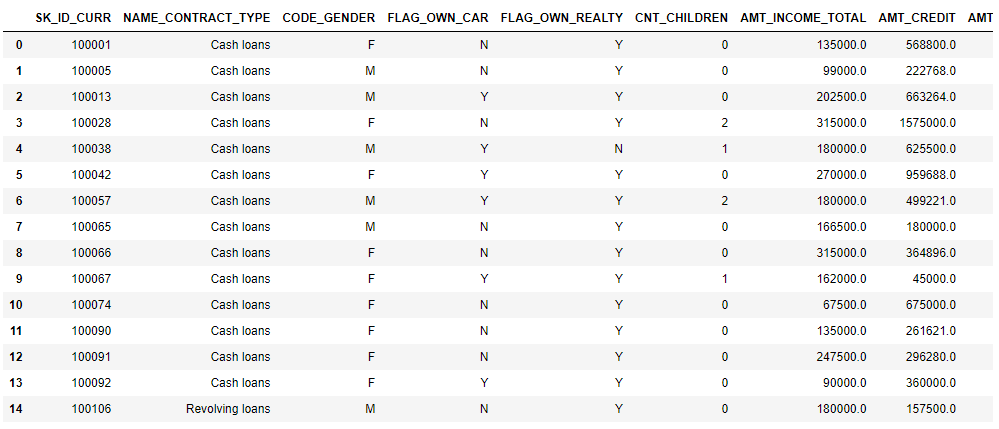 SK_ID_CURR NAME_CONTRACT_TYPE CODE_GENDER FLAG_OWN_CAR FLAG_OWN_REALTY CNT_CHILDREN AMT_INCOME_TOTAL AMT_CREDIT AMT
0 100001 Cash loans F N Y 0 135000.0 568800.0
1 100005 Cash loans M N Y 0 99000.0 222768.0
2 100013 Cash loans M Y Y 0 202500.0 663264.0
3 100028 Cash loans F N Y 2 315000.0 1575000.0
4 100038 Cash loans M Y N 1 180000.0 625500.0
5 100042 Cash loans F Y Y 0 270000.0 959688.0
6 100057 Cash loans M Y Y 2 180000.0 499221.0
7 100065 Cash loans M N Y 0 166500.0 180000.0
8 100066 Cash loans F N Y 0 315000.0 364896.0
9 100067 Cash loans F Y Y 1 162000.0 45000.0
10 100074 Cash loans F N Y 0 67500.0 675000.0
11 100090 Cash loans F N Y 0 135000.0 261621.0
12 100091 Cash loans F N Y 0 247500.0 296280.0
13 100092 Cash loans F Y Y 0 90000.0 360000.0
14 100106 Revolving loans M N Y 0 180000.0 157500.0